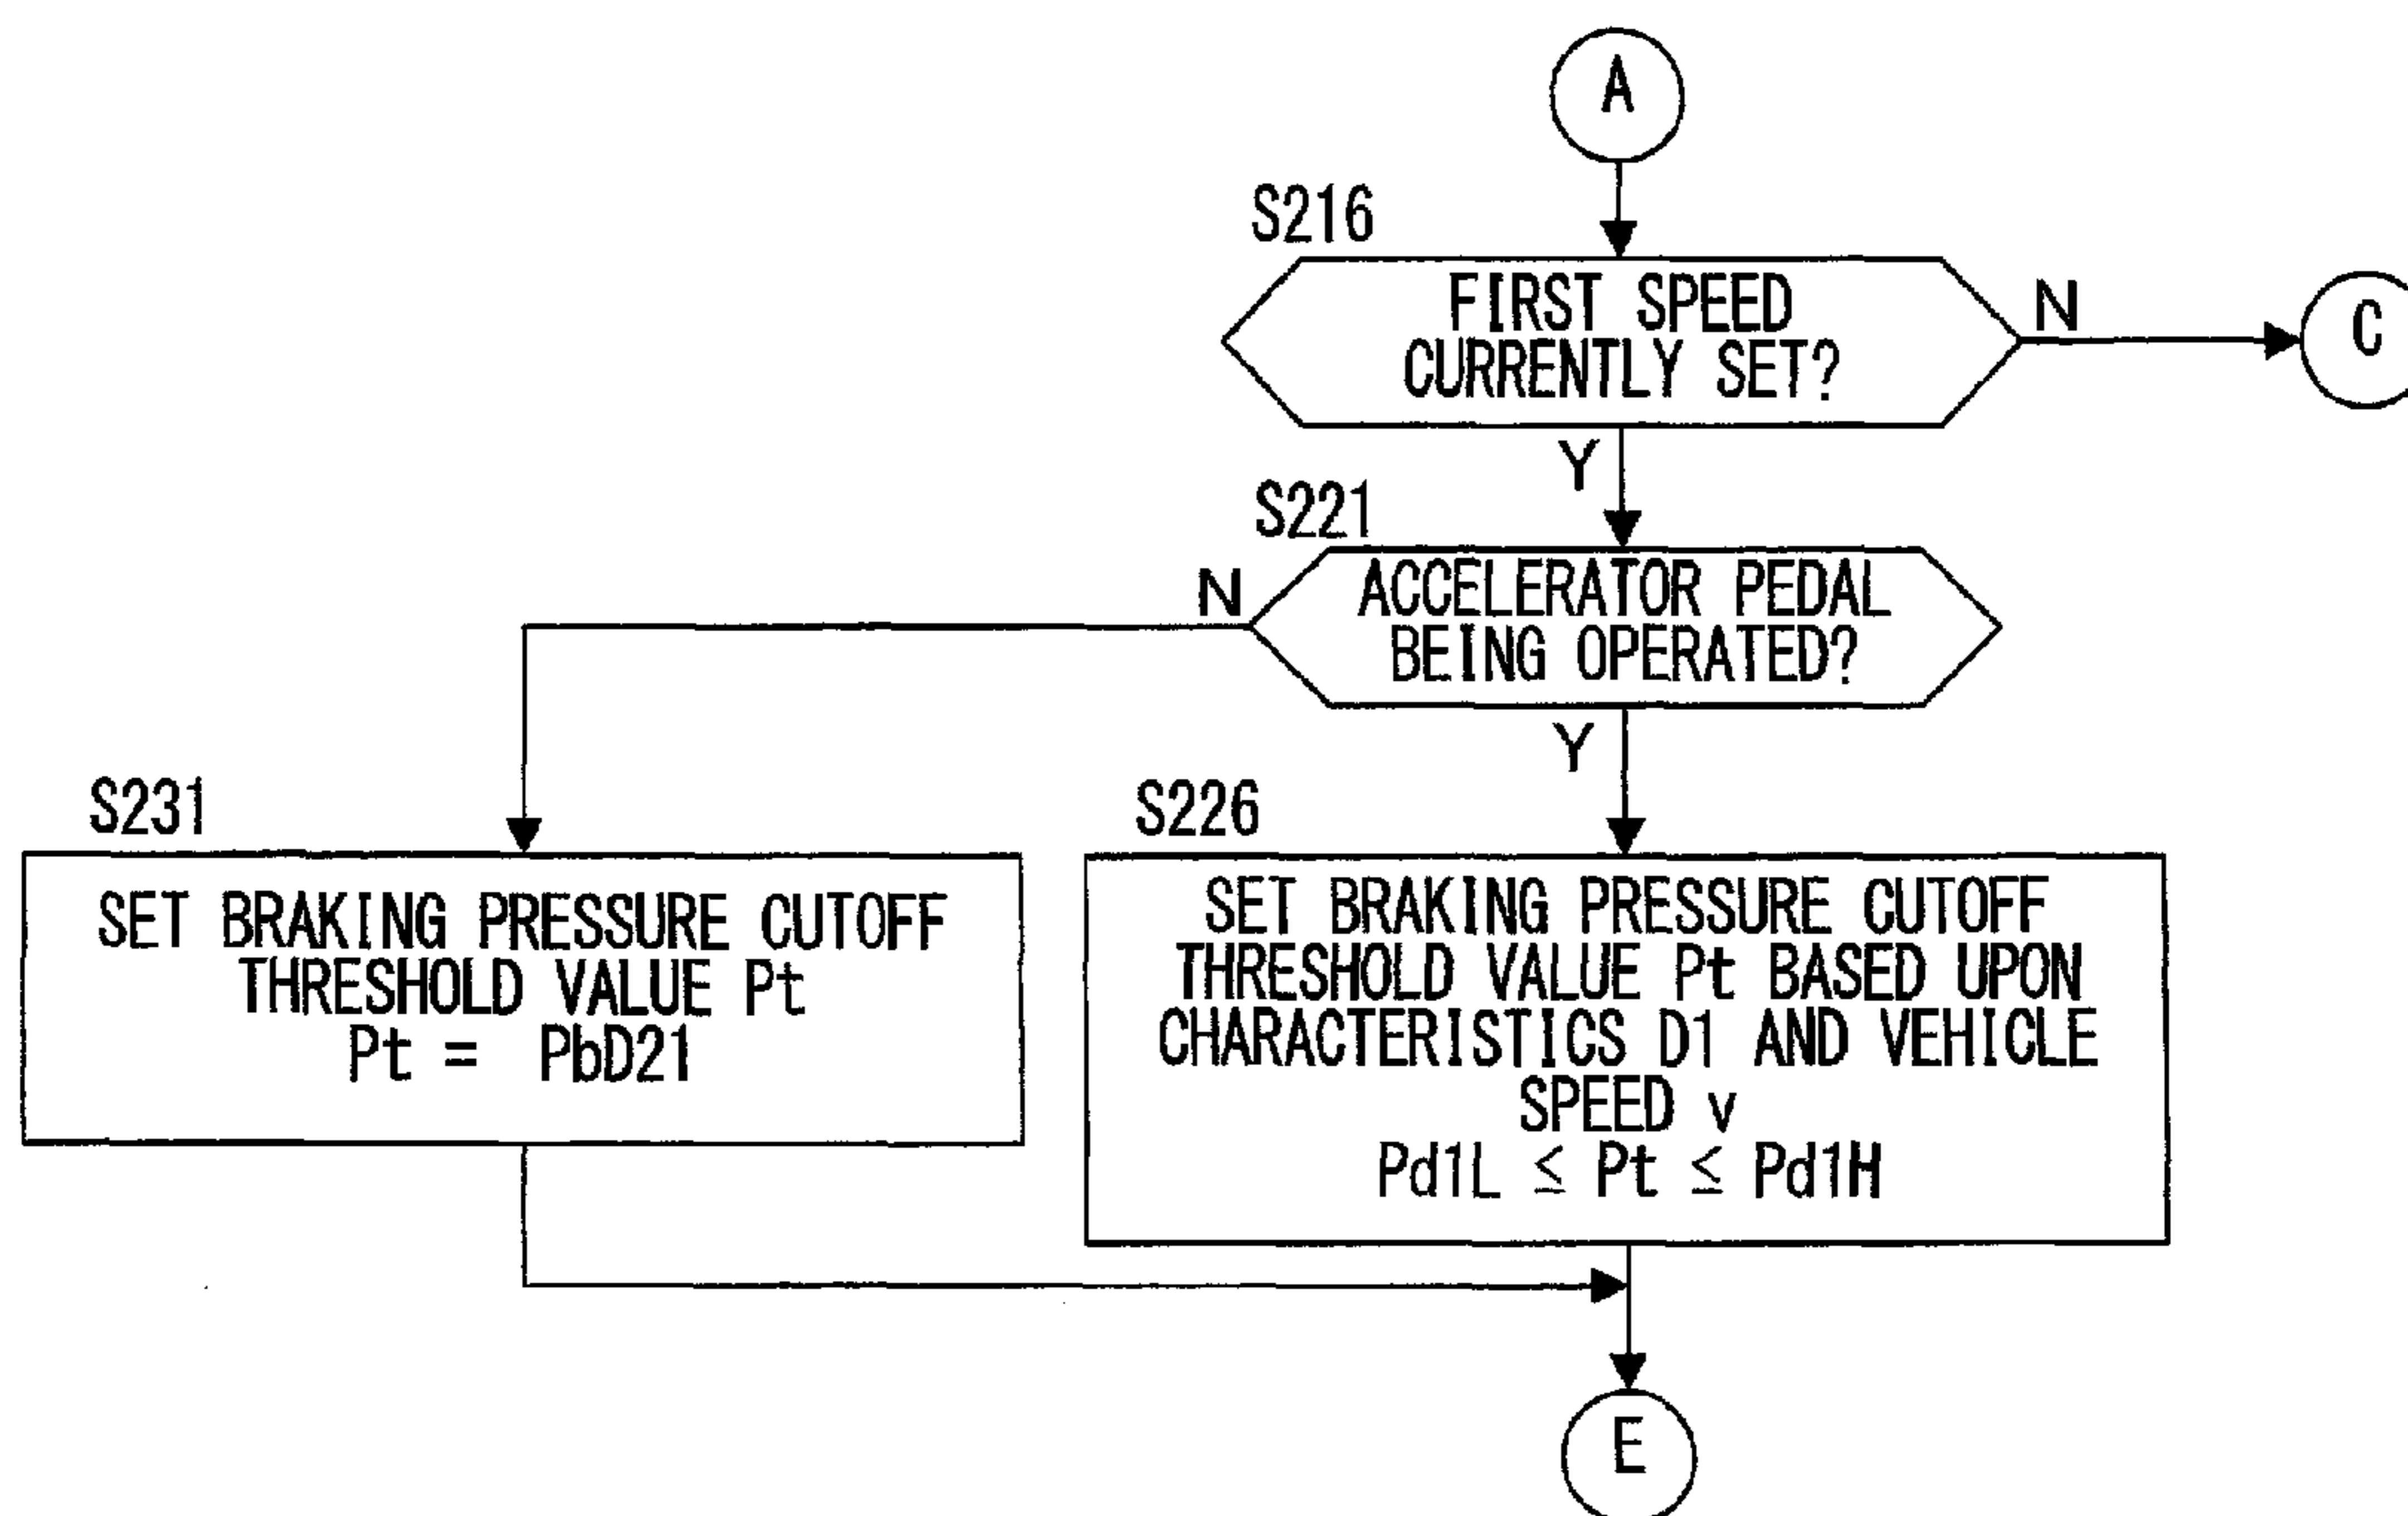 A
S216
FIRST SPEED
CURRENTLY SET?
N
C
Y
S221
ACCELERATOR PEDAL
BEING OPERATED?
N
Y
S231
SET BRAKING PRESSURE CUTOFF
THRESHOLD VALUE Pt
Pt = PbD21
S226
SET BRAKING PRESSURE CUTOFF
THRESHOLD VALUE Pt BASED UPON
CHARACTERISTICS D1 AND VEHICLE
SPEED v
Pd1L ≤ Pt ≤ Pd1H
E